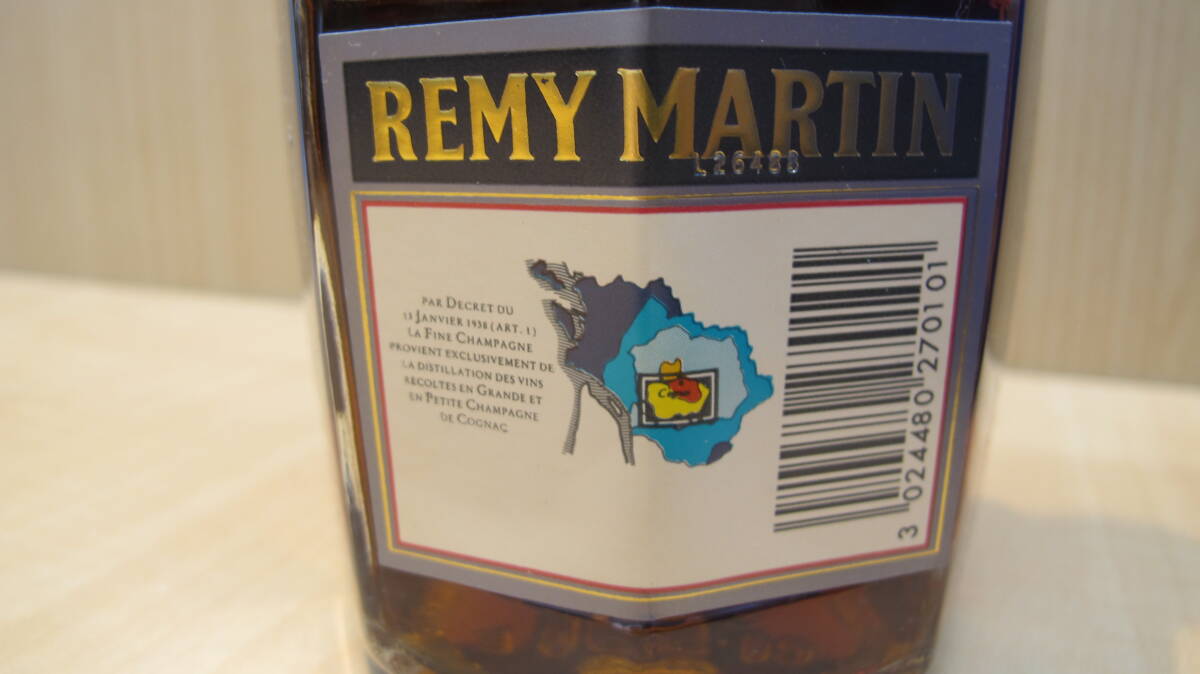 REMY MARTIN
L26488
PAR DECRET DU
13 JANVIER 1938 (ART. 1)
LA FINE CHAMPAGNE
PROVIENT EXCLUSIVEMENT DE
LA DISTILLATION DES VINS
RECOLTES EN GRANDE ET
EN PETITE CHAMPAGNE
DE COGNAC
3 024480 270101